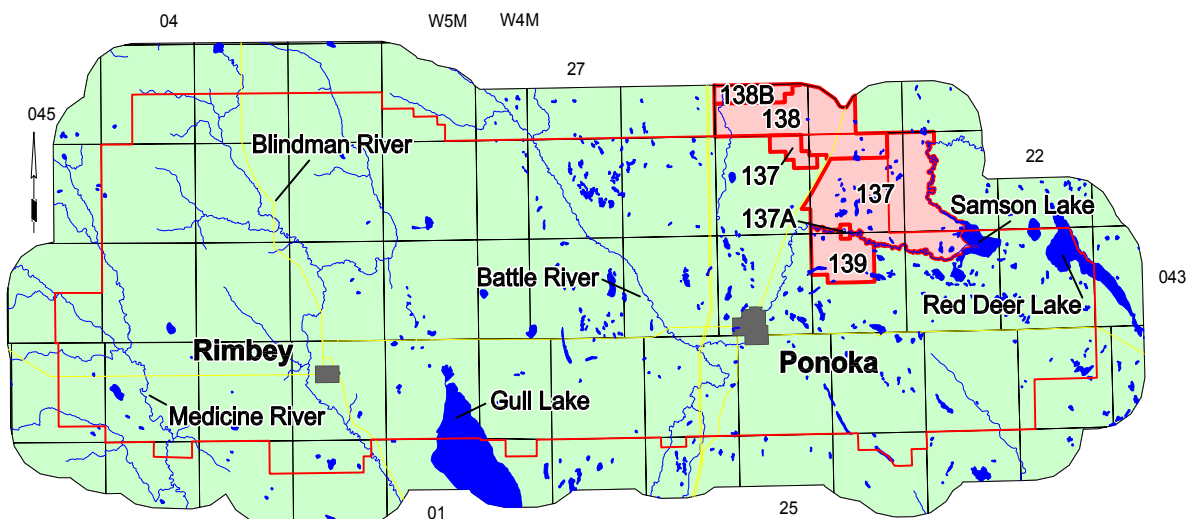 04
W5M
W4M
27
045
138B
138
Blindman River
137
137
22
137A
Samson Lake
139
Battle River
043
Red Deer Lake
Rimbey
Ponoka
Medicine River
Gull Lake
01
25